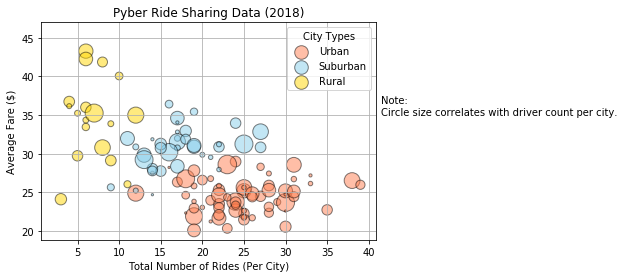 Pyber Ride Sharing Data (2018)
City Types
Urban
Suburban
Rural
Note:
Circle size correlates with driver count per city.
Average Fare ($)
45
40
35
30
25
20
5 10 15 20 25 30 35 40
Total Number of Rides (Per City)